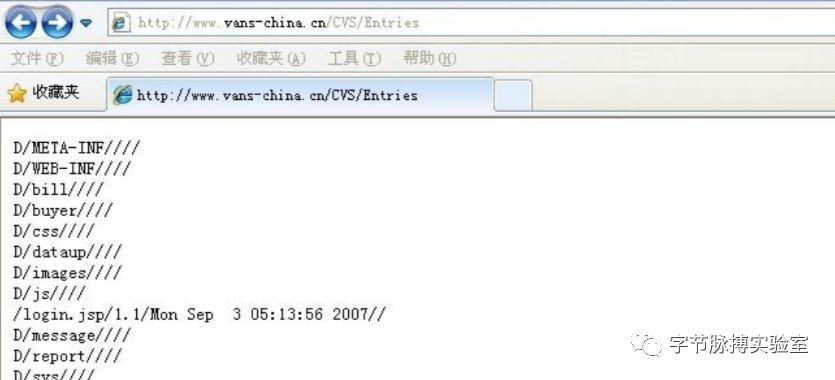 http://www.vans-china.cn/CVS/Entries
文件(F) 编辑(E) 查看(V) 收藏夹(A) 工具(T) 帮助(H)
收藏夹 http://www.vans-china.cn/CVS/Entries
D/META-INF////
D/WEB-INF////
D/bill////
D/buyer////
D/css////
D/dataup////
D/images////
D/js////
/login.jsp/1.1/Mon Sep  3 05:13:56 2007//
D/message////
D/report////
D/sys////
字节脉搏实验室